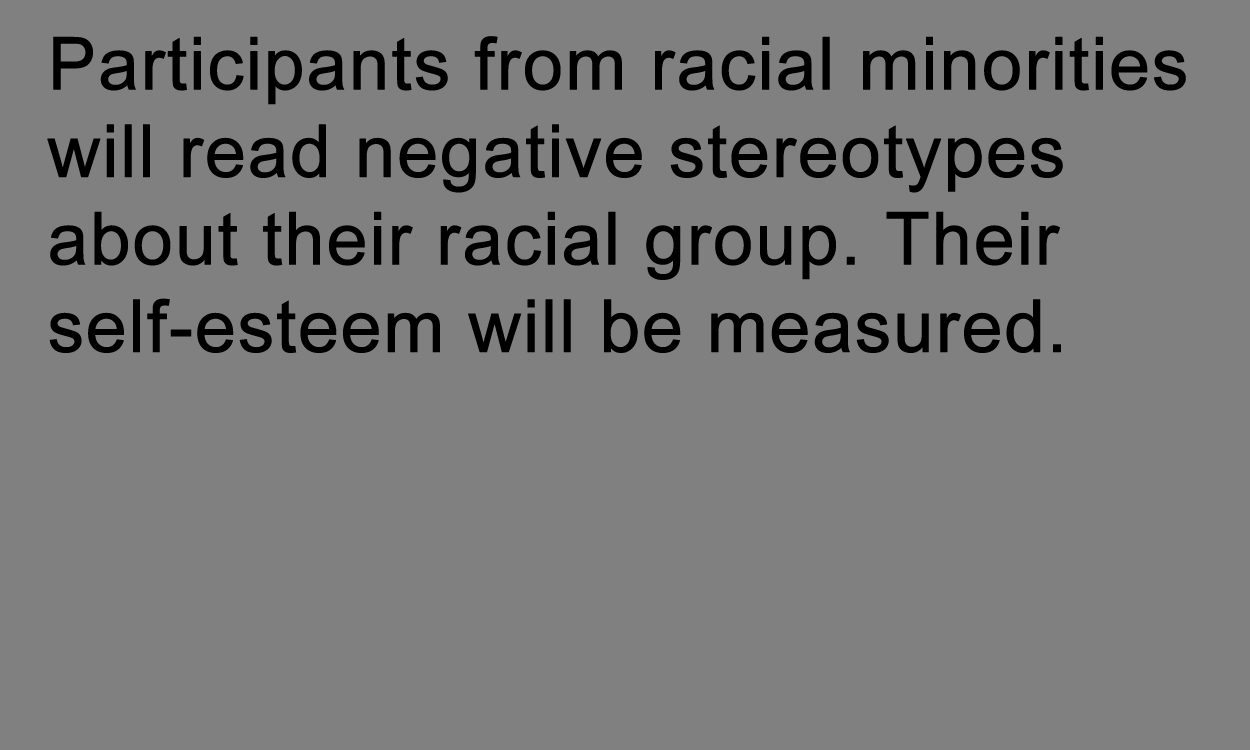 Participants from racial minorities
will read negative stereotypes
about their racial group. Their
self-esteem will be measured.